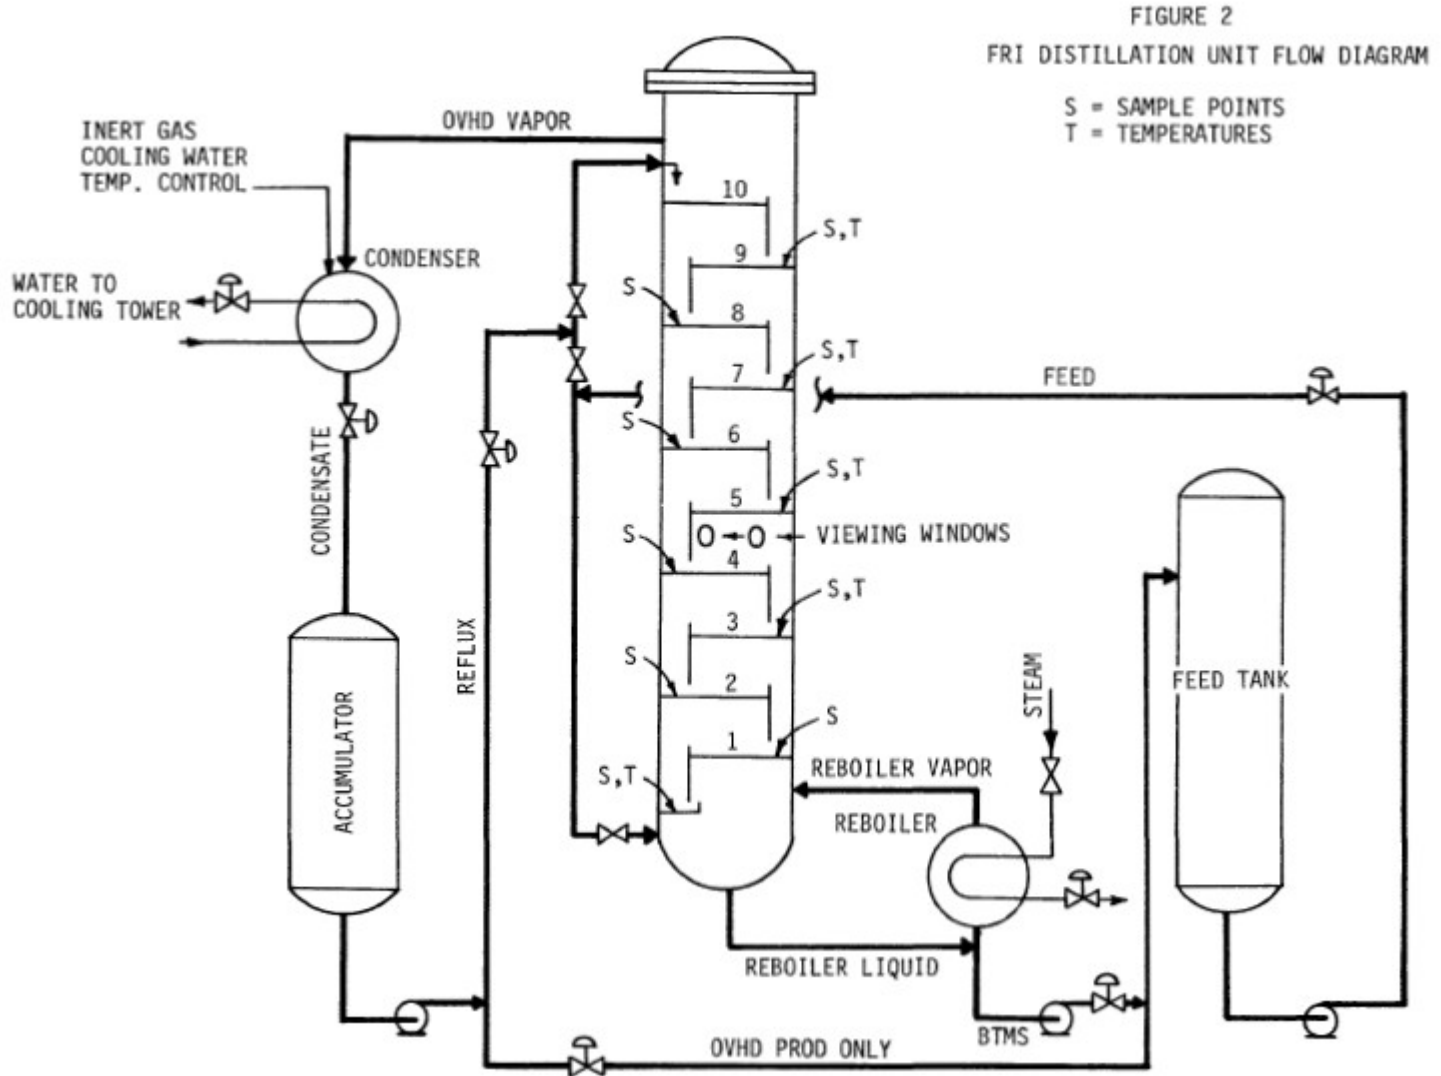 FIGURE 2
FRI DISTILLATION UNIT FLOW DIAGRAM
S = SAMPLE POINTS
T = TEMPERATURES
OVHD VAPOR
INERT GAS
COOLING WATER
TEMP. CONTROL
10
S,T
9
CONDENSER
WATER TO
COOLING TOWER
S
8
S,T
7
FEED
S
6
CONDENSATE
S,T
5
VIEWING WINDOWS
S
4
S,T
3
REFLUX
S
2
STEAM
FEED TANK
ACCUMULATOR
S
1
S,T
REBOILER VAPOR
REBOILER
REBOILER LIQUID
BTMS
OVHD PROD ONLY